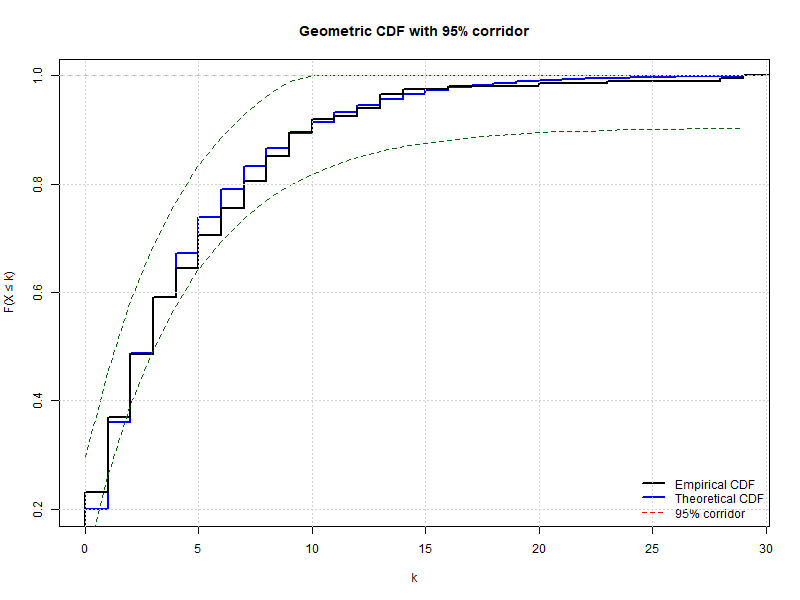 Geometric CDF with 95% corridor
F(X ≤ k)
1.0
0.8
0.6
0.4
0.2
Empirical CDF
Theoretical CDF
95% corridor
0 5 10 15 20 25 30
k